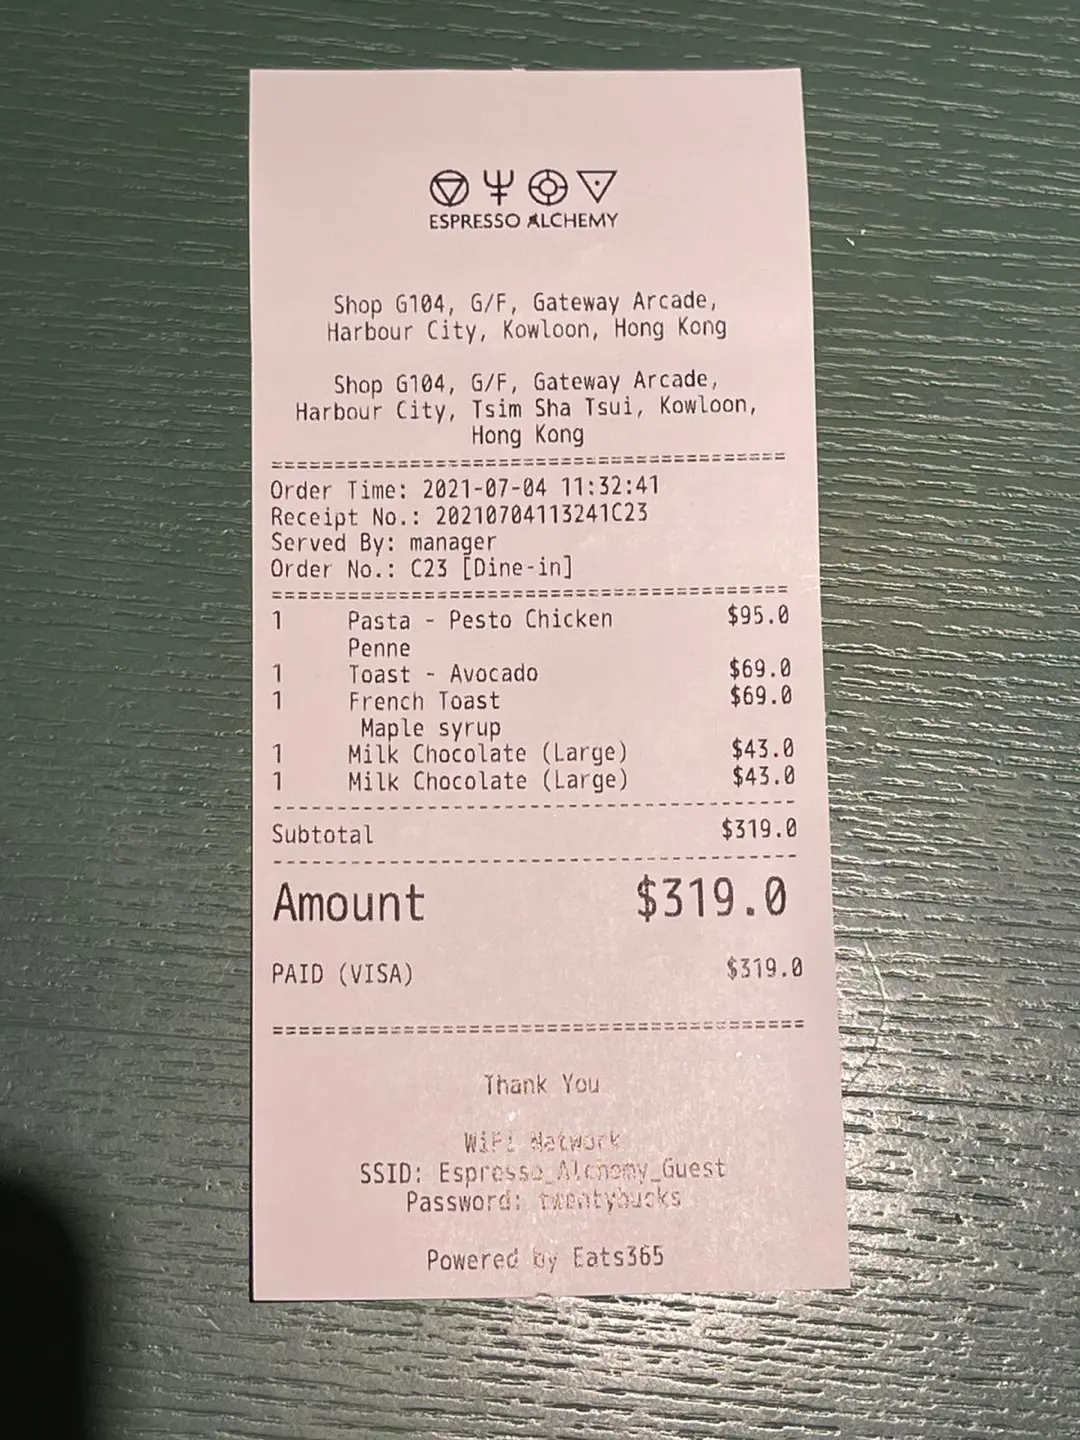 ESPRESSO ALCHEMY
Shop G104, G/F, Gateway Arcade,
Harbour City, Kowloon, Hong Kong
Shop G104, G/F, Gateway Arcade,
Harbour City, Tsim Sha Tsui, Kowloon,
Hong Kong
========================================
Order Time: 2021-07-04 11:32:41
Receipt No.: 20210704113241C23
Served By: manager
Order No.: C23 [Dine-in]
========================================
1 Pasta - Pesto Chicken $95.0
Penne
1 Toast - Avocado $69.0
1 French Toast $69.0
Maple syrup
1 Milk Chocolate (Large) $43.0
1 Milk Chocolate (Large) $43.0
----------------------------------------
Subtotal $319.0
----------------------------------------
Amount $319.0
PAID (VISA) $319.0
========================================
Thank You
WiFi Network
SSID: Espresso_Alchemy_Guest
Password: twentybucks
Powered by Eats365